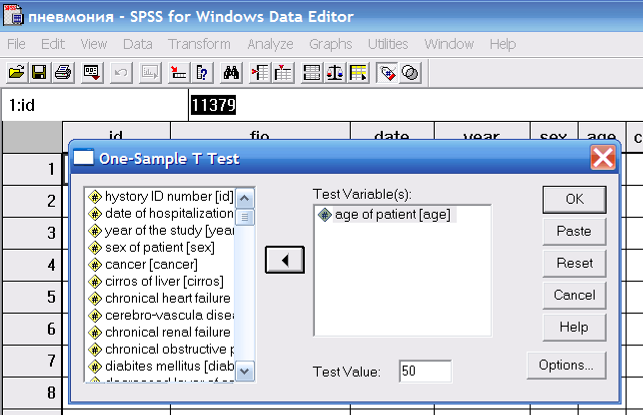 пневмония - SPSS for Windows Data Editor
File Edit View Data Transform Analyze Graphs Utilities Window Help
1:id 11379
id fio date year sex age c
1
2
3
4
5
6
7
8
One-Sample T Test
hystory ID number [id]
date of hospitalization
year of the study [year
sex of patient [sex]
cancer [cancer]
cirros of liver [cirros]
chronical heart failure
cerebro-vascula disea
chronical renal failure
chronical obstructive p
diabites mellitus [diab
Test Variable(s):
age of patient [age]
Test Value: 50
OK
Paste
Reset
Cancel
Help
Options...